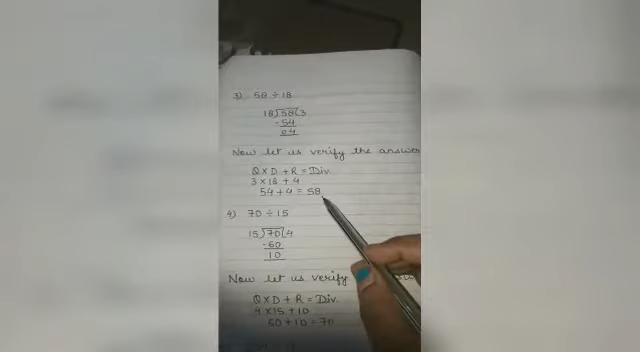 3) 58 ÷ 18
18)58(3
-54
04
Now let us verify the answer
Q×D + R = Div.
3 × 18 + 4
54 + 4 = 58
4) 70 ÷ 15
15)70(4
-60
10
Now let us verify
Q×D + R = Div.
4 × 15 + 10
60 + 10 = 70